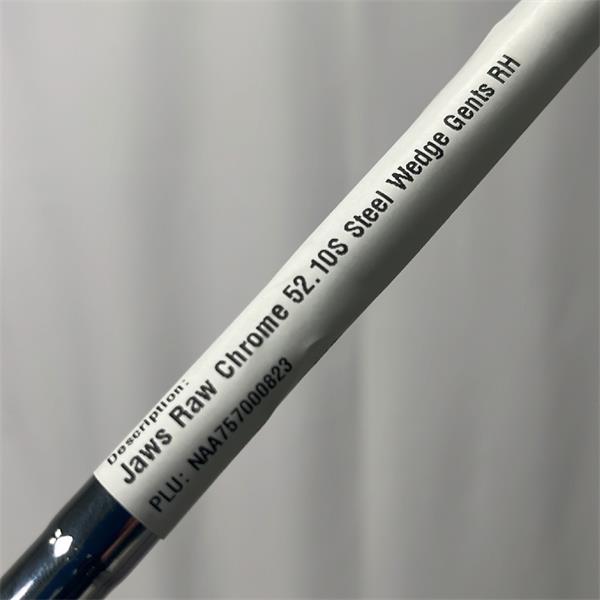 Description:
Jaws Raw Chrome 52.10S Steel Wedge Gents RH
PLU: NAA757000823